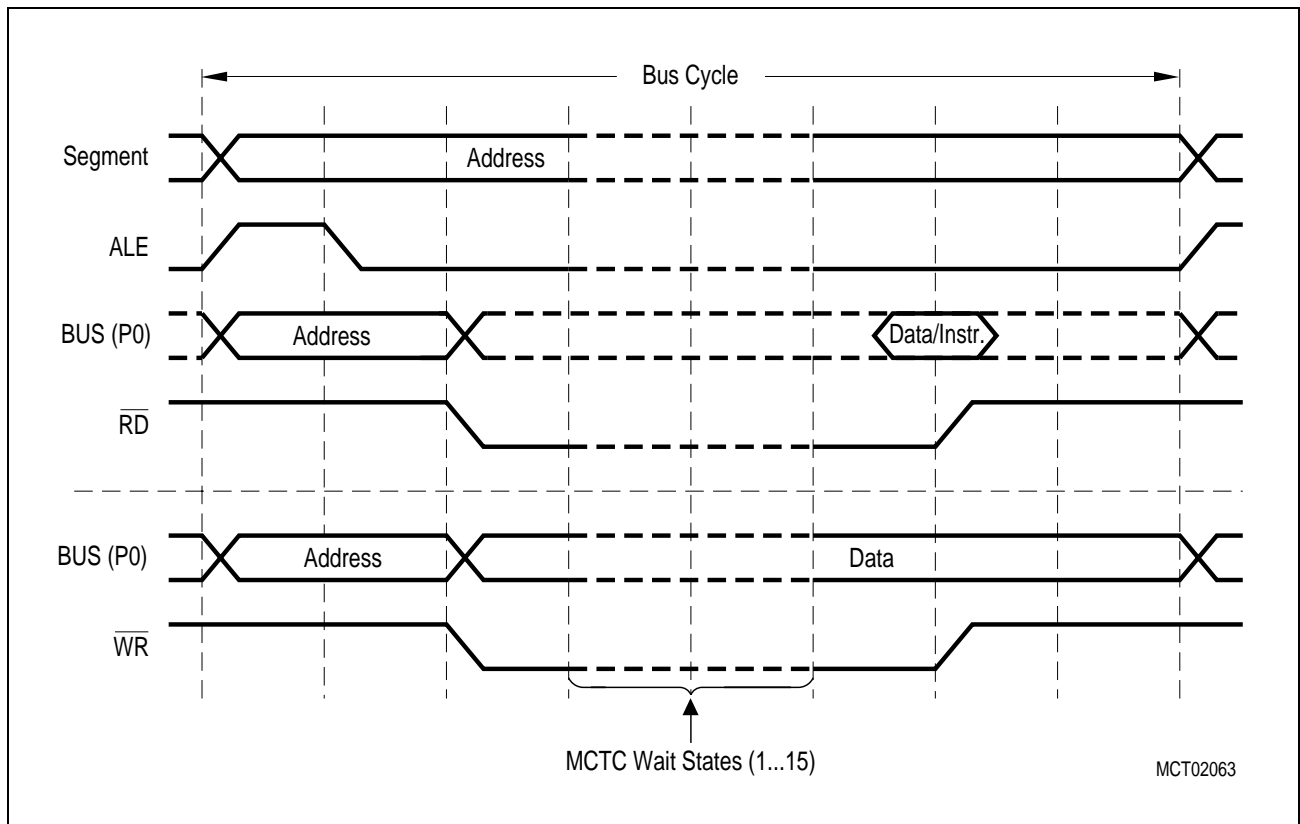 Bus Cycle
Segment
Address
ALE
BUS (P0)
Address
Data/Instr.
RD
BUS (P0)
Address
Data
WR
MCTC Wait States (1...15)
MCT02063